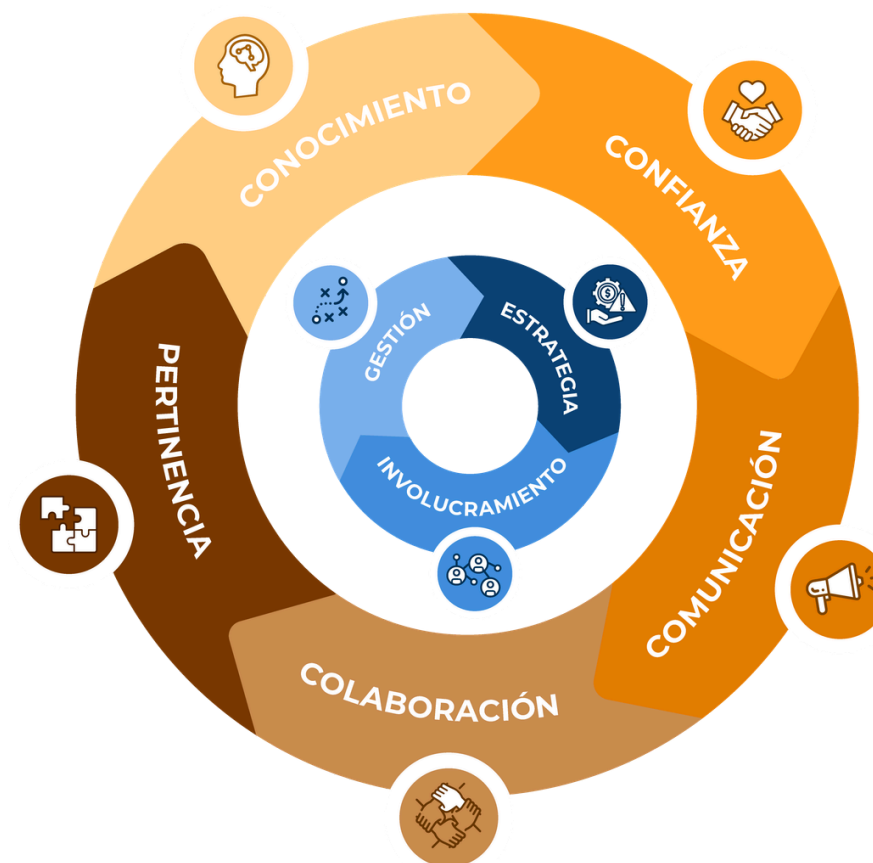 CONOCIMIENTO
CONFIANZA
COMUNICACIÓN
COLABORACIÓN
PERTINENCIA
GESTIÓN
ESTRATEGIA
INVOLUCRAMIENTO